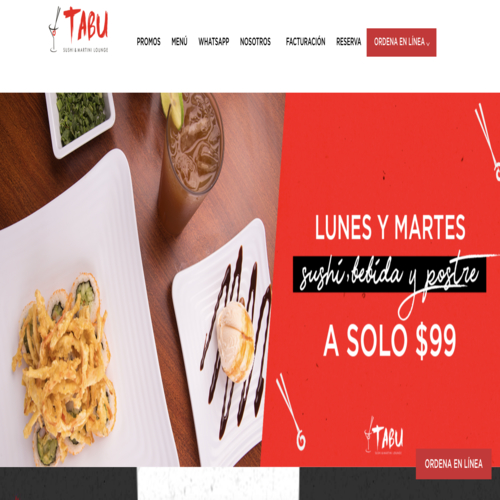 TABU
SUSHI & MARTINI LOUNGE
PROMOS MENÚ WHATSAPP NOSOTROS FACTURACIÓN RESERVA ORDENA EN LÍNEA
LUNES Y MARTES
sushi, bebida y postre
A SOLO $99
TABU
SUSHI & MARTINI LOUNGE
ORDENA EN LÍNEA